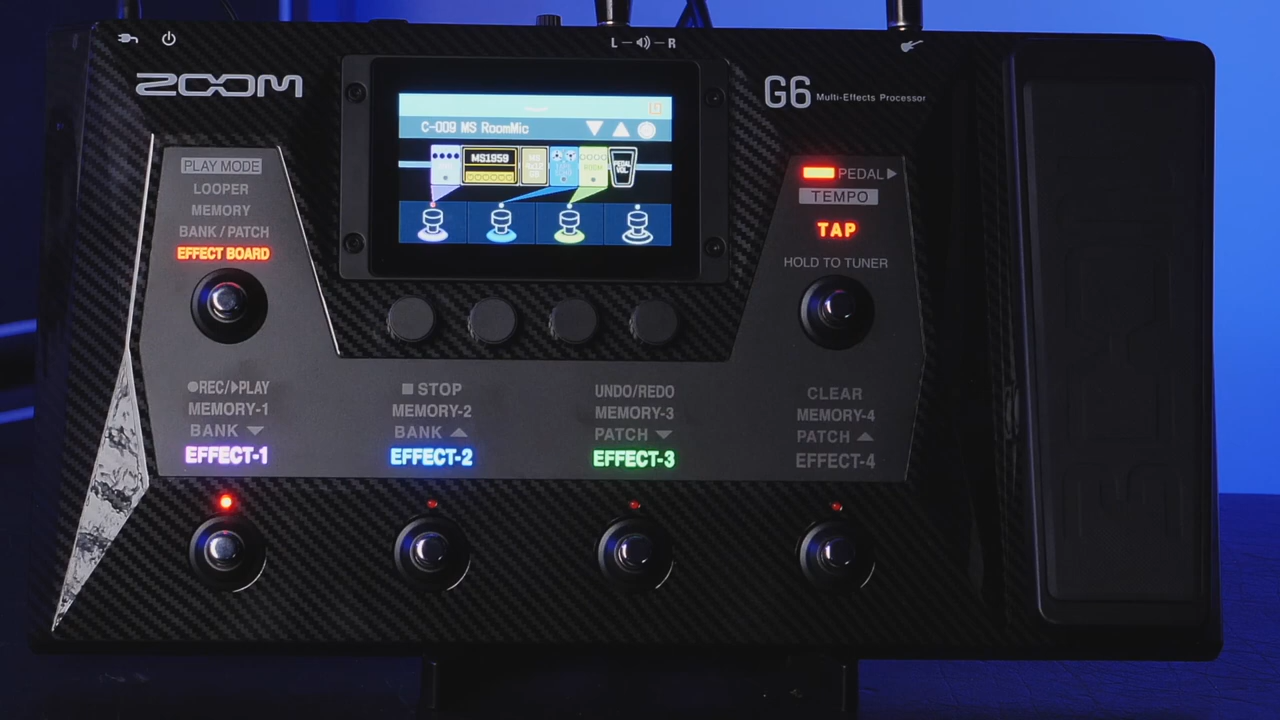 L R
ZOOM
G6 Multi-Effects Processor
C-009 MS RoomMic
MS1959
ROOM
PEDAL
VOL
PLAY MODE
LOOPER
MEMORY
BANK / PATCH
EFFECT BOARD
PEDAL
TEMPO
TAP
HOLD TO TUNER
REC/PLAY
MEMORY-1
BANK
EFFECT-1
STOP
MEMORY-2
BANK
EFFECT-2
UNDO/REDO
MEMORY-3
PATCH
EFFECT-3
CLEAR
MEMORY-4
PATCH
EFFECT-4